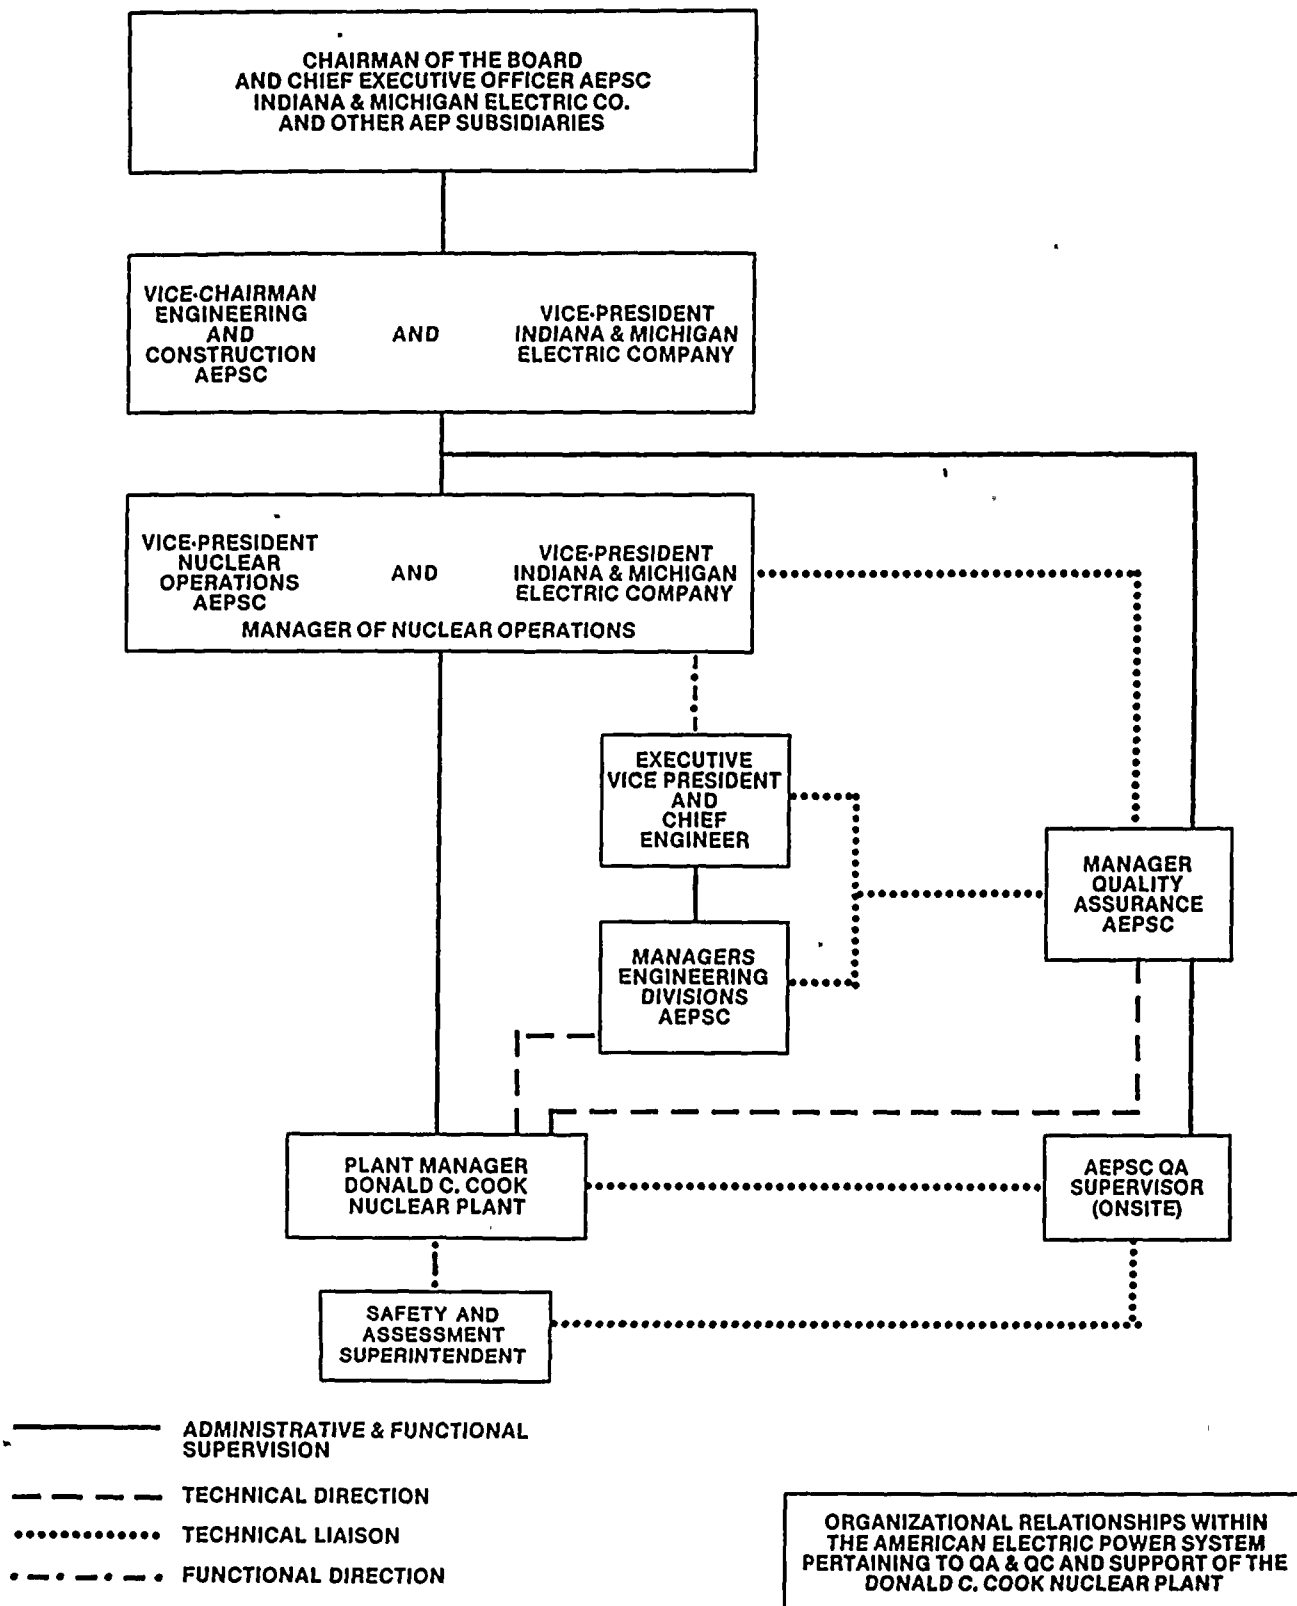 CHAIRMAN OF THE BOARD
AND CHIEF EXECUTIVE OFFICER AEPSC
INDIANA & MICHIGAN ELECTRIC CO.
AND OTHER AEP SUBSIDIARIES
VICE-CHAIRMAN
ENGINEERING
AND
CONSTRUCTION
AEPSC
AND
VICE-PRESIDENT
INDIANA & MICHIGAN
ELECTRIC COMPANY
VICE-PRESIDENT
NUCLEAR
OPERATIONS
AEPSC
AND
VICE-PRESIDENT
INDIANA & MICHIGAN
ELECTRIC COMPANY
MANAGER OF NUCLEAR OPERATIONS
EXECUTIVE
VICE PRESIDENT
AND
CHIEF
ENGINEER
MANAGER
QUALITY
ASSURANCE
AEPSC
MANAGERS
ENGINEERING
DIVISIONS
AEPSC
PLANT MANAGER
DONALD C. COOK
NUCLEAR PLANT
AEPSC QA
SUPERVISOR
(ONSITE)
SAFETY AND
ASSESSMENT
SUPERINTENDENT
ADMINISTRATIVE & FUNCTIONAL
SUPERVISION
TECHNICAL DIRECTION
TECHNICAL LIAISON
FUNCTIONAL DIRECTION
ORGANIZATIONAL RELATIONSHIPS WITHIN
THE AMERICAN ELECTRIC POWER SYSTEM
PERTAINING TO QA & QC AND SUPPORT OF THE
DONALD C. COOK NUCLEAR PLANT